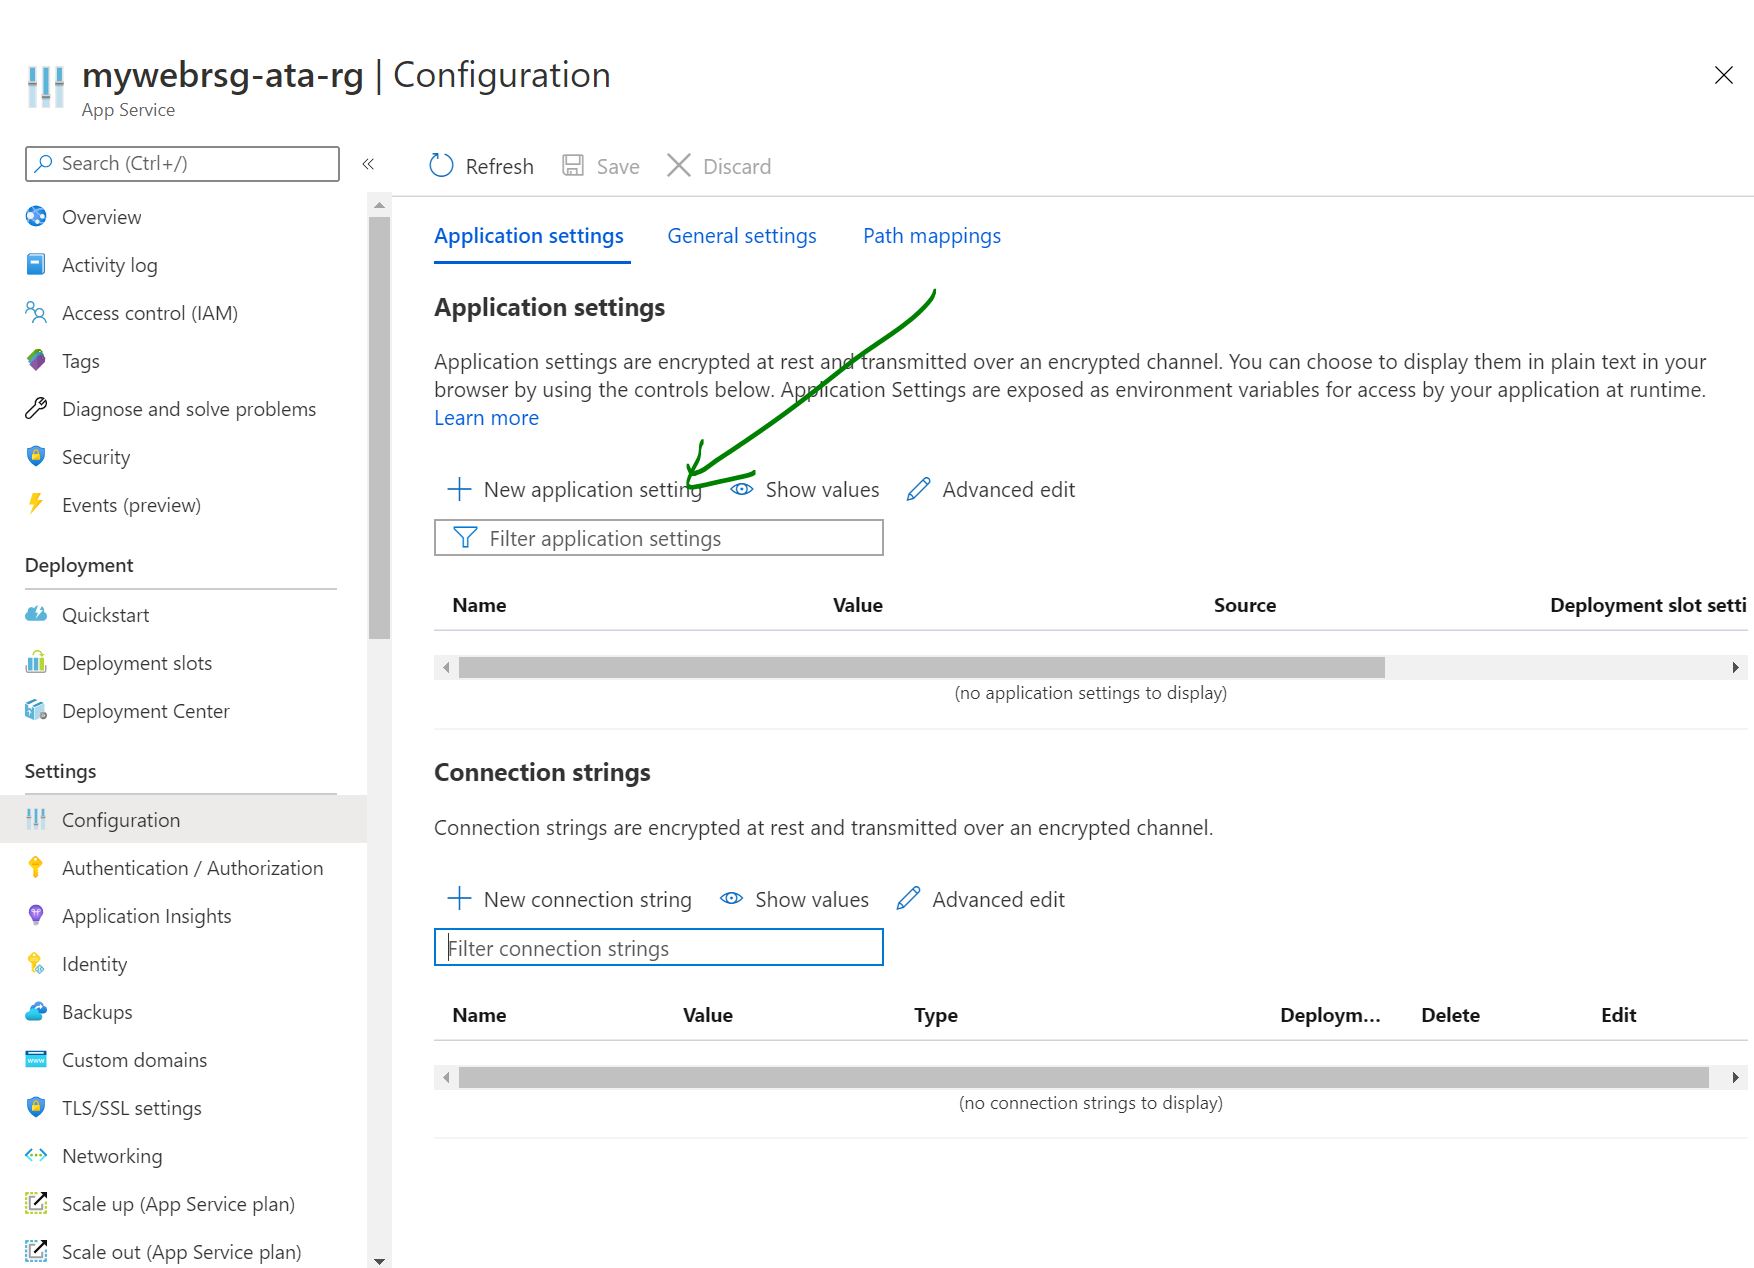 mywebrsg-ata-rg | Configuration
App Service
Search (Ctrl+/)
«
Overview
Activity log
Access control (IAM)
Tags
Diagnose and solve problems
Security
Events (preview)
Deployment
Quickstart
Deployment slots
Deployment Center
Settings
Configuration
Authentication / Authorization
Application Insights
Identity
Backups
Custom domains
TLS/SSL settings
Networking
Scale up (App Service plan)
Scale out (App Service plan)
Refresh Save Discard
Application settings General settings Path mappings
Application settings
Application settings are encrypted at rest and transmitted over an encrypted channel. You can choose to display them in plain text in your
browser by using the controls below. Application Settings are exposed as environment variables for access by your application at runtime.
Learn more
New application setting Show values Advanced edit
Filter application settings
Name Value Source Deployment slot setti
(no application settings to display)
Connection strings
Connection strings are encrypted at rest and transmitted over an encrypted channel.
New connection string Show values Advanced edit
Filter connection strings
Name Value Type Deploym... Delete Edit
(no connection strings to display)